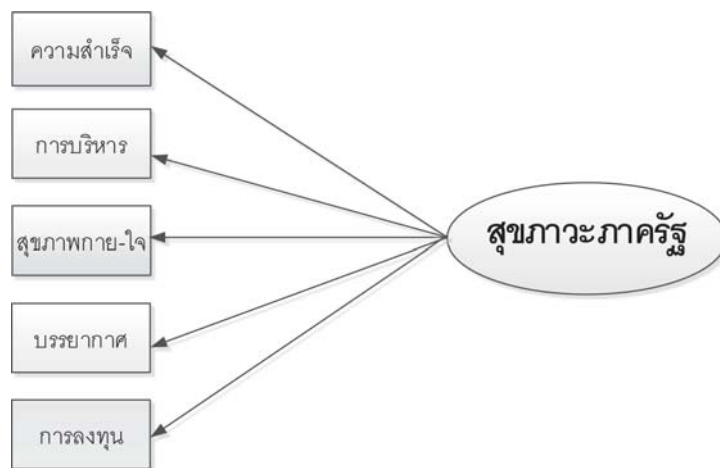 ความสำเร็จ
การบริหาร
สุขภาพกาย-ใจ
บรรยากาศ
การลงทุน
สุขภาวะภาครัฐ